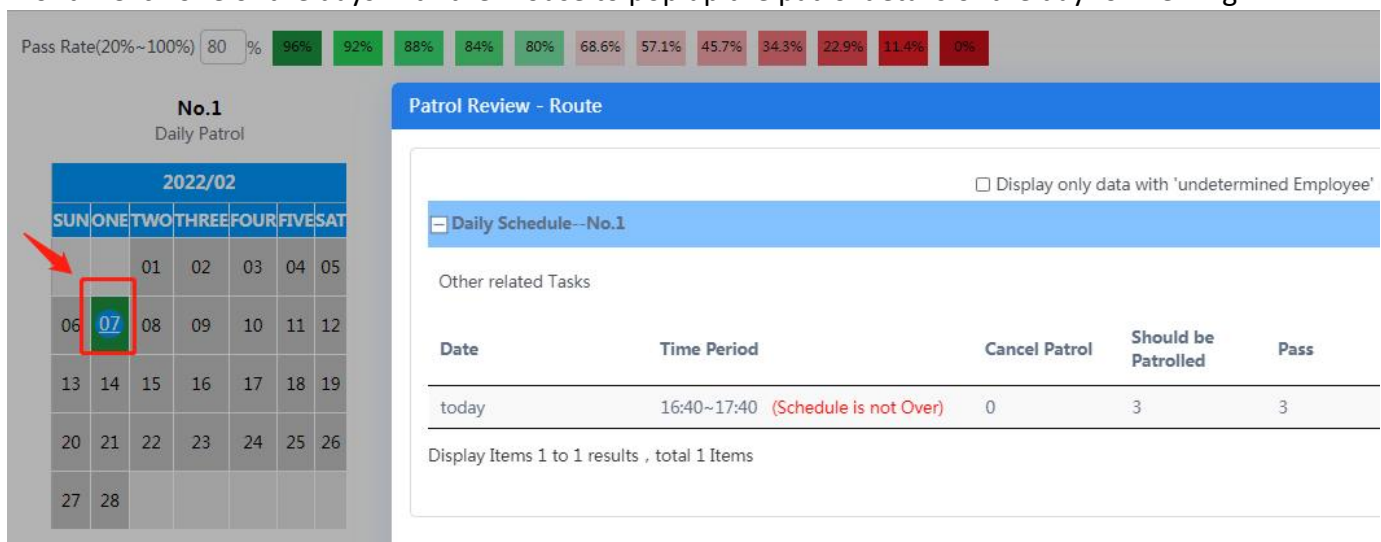 Pass Rate(20%~100%) 80 % 96% 92% 88% 84% 80% 68.6% 57.1% 45.7% 34.3% 22.9% 11.4% 0%
No.1
Daily Patrol
2022/02
SUN ONE TWO THREE FOUR FIVE SAT
01 02 03 04 05
06 07 08 09 10 11 12
13 14 15 16 17 18 19
20 21 22 23 24 25 26
27 28
Patrol Review - Route
Display only data with 'undetermined Employee'
Daily Schedule--No.1
Other related Tasks
Date Time Period Cancel Patrol Should be Patrolled Pass
today 16:40~17:40 (Schedule is not Over) 0 3 3
Display Items 1 to 1 results , total 1 Items